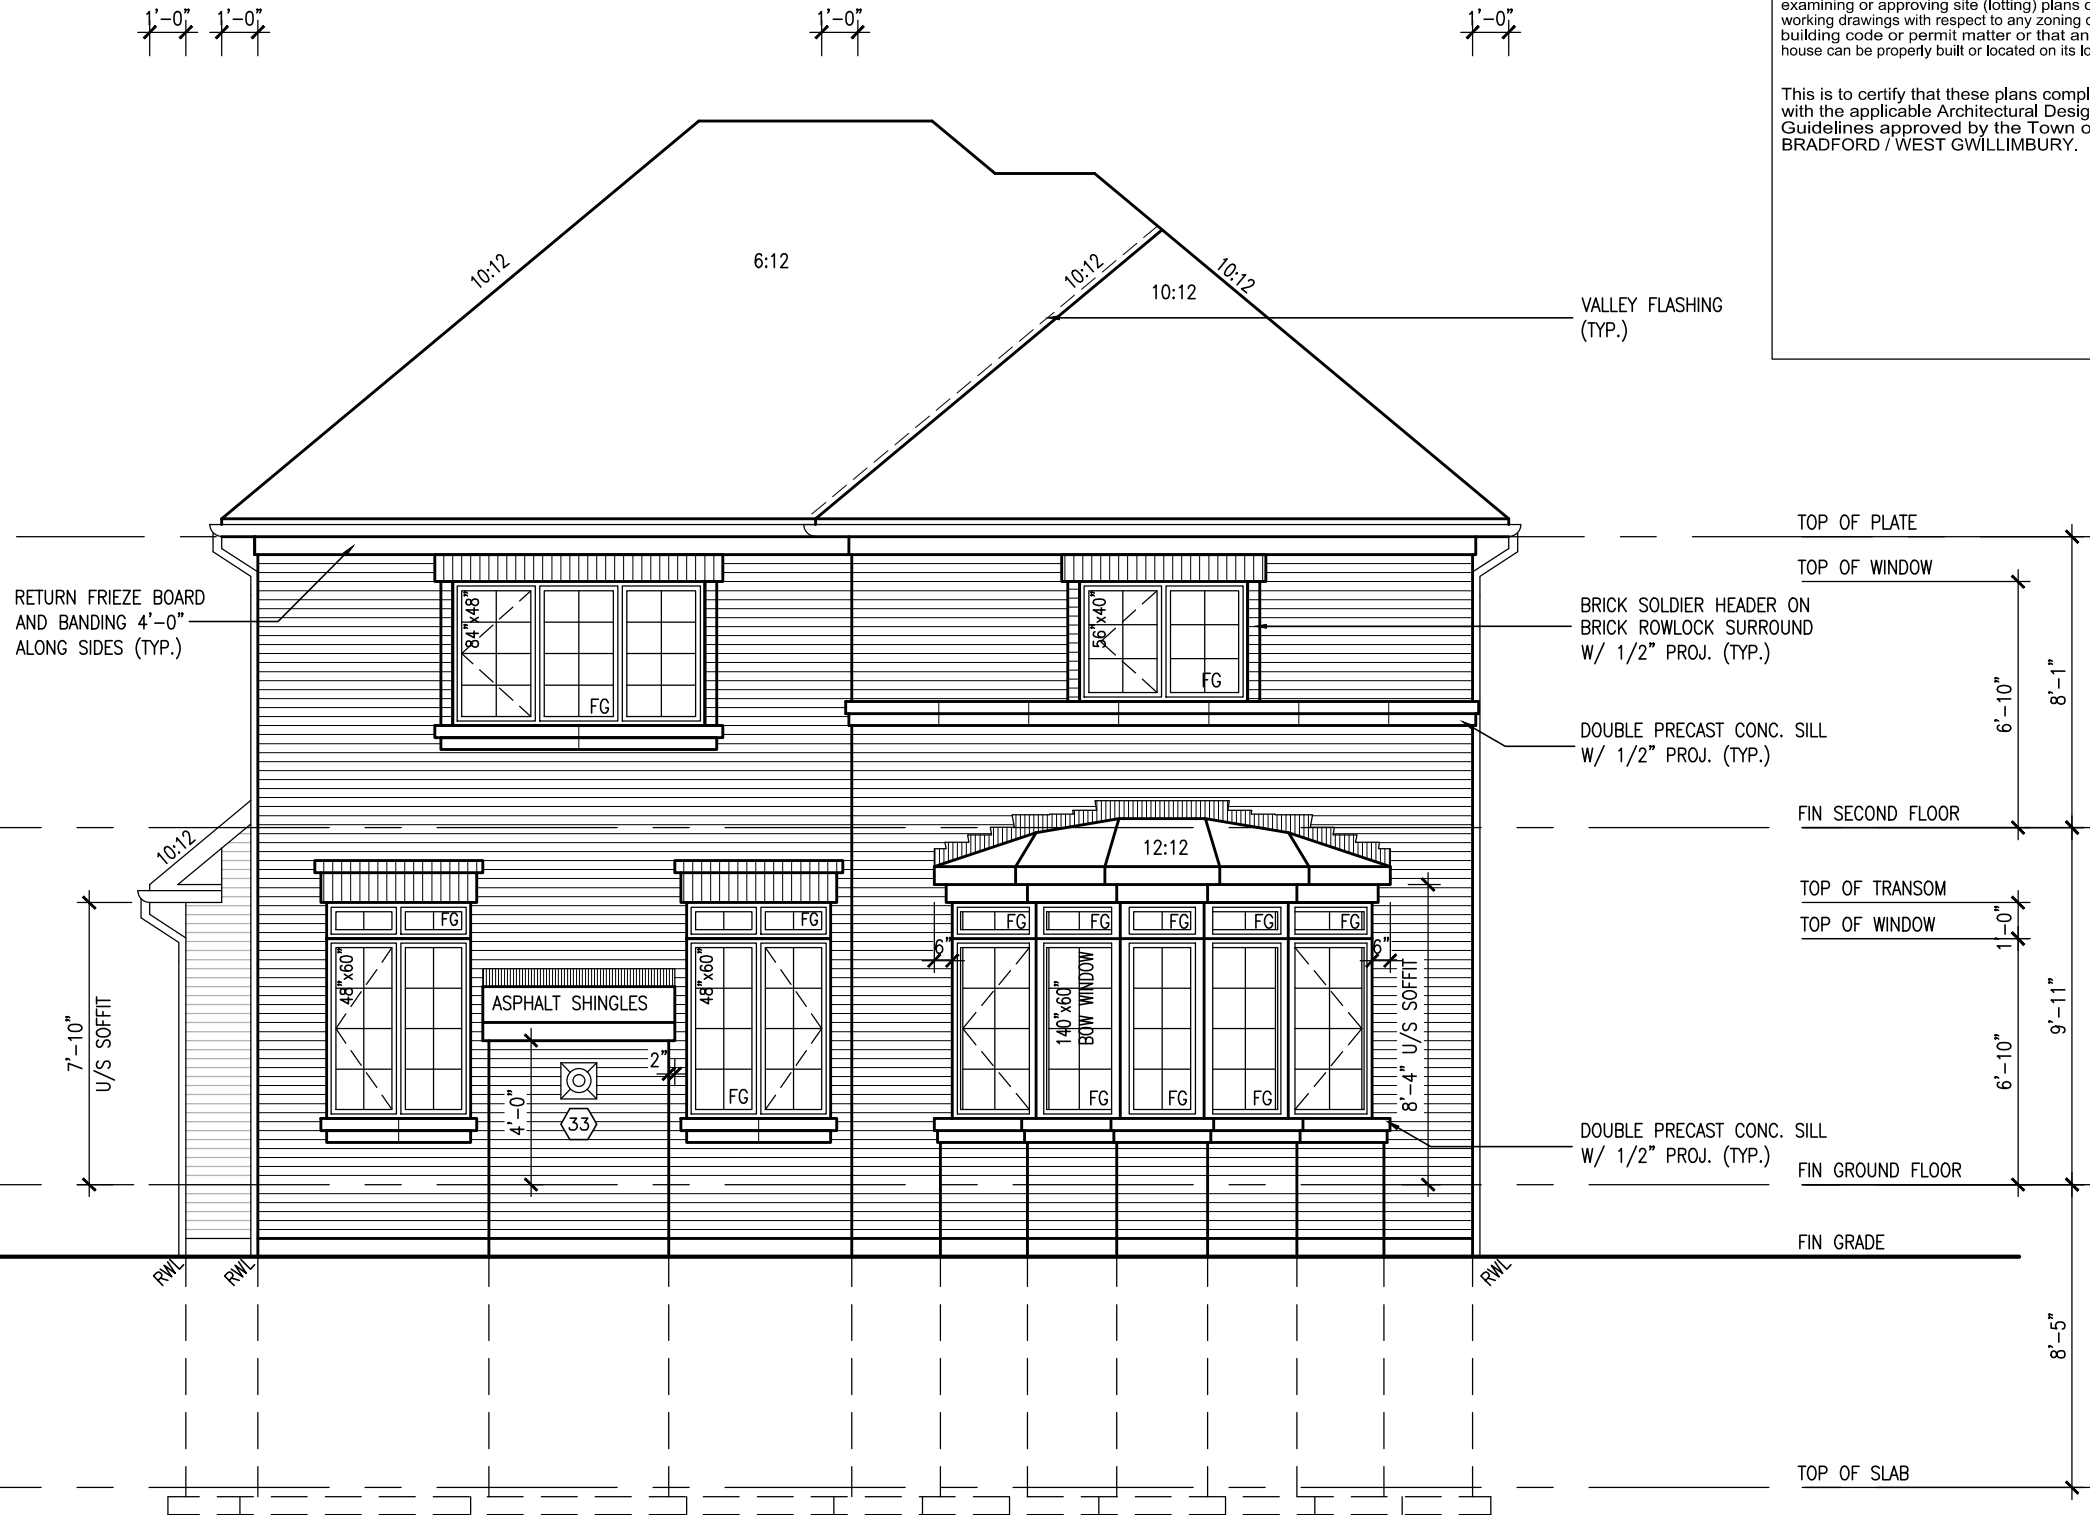 1'-0" 1'-0" 1'-0" 1'-0"
examining or approving site (lotting) plans
working drawings with respect to any zoning
building code or permit matter or that
house can be properly built or located on its
This is to certify that these plans
with the applicable Architectural
Guidelines approved by the Town
BRADFORD / WEST GWILLIMBURY.
10:12
6:12
10:12
10:12
10:12
VALLEY FLASHING
(TYP.)
TOP OF PLATE
TOP OF WINDOW
RETURN FRIEZE BOARD
AND BANDING 4'-0"
ALONG SIDES (TYP.)
84"x48"
FG
56"x40"
FG
BRICK SOLDIER HEADER ON
BRICK ROWLOCK SURROUND
W/ 1/2" PROJ. (TYP.)
6'-10"
8'-1"
DOUBLE PRECAST CONC. SILL
W/ 1/2" PROJ. (TYP.)
FIN SECOND FLOOR
10:12
12:12
TOP OF TRANSOM
TOP OF WINDOW
1'-0"
FG
FG
FG FG FG FG FG
6"
6"
48"x60"
48"x60"
140"x60"
BOW WINDOW
ASPHALT SHINGLES
7'-10"
U/S SOFFIT
2"
4'-0"
33
FG
FG FG FG
8'-4" U/S SOFFIT
9'-11"
6'-10"
DOUBLE PRECAST CONC. SILL
W/ 1/2" PROJ. (TYP.)
FIN GROUND FLOOR
FIN GRADE
RWL
RWL
RWL
8'-5"
TOP OF SLAB